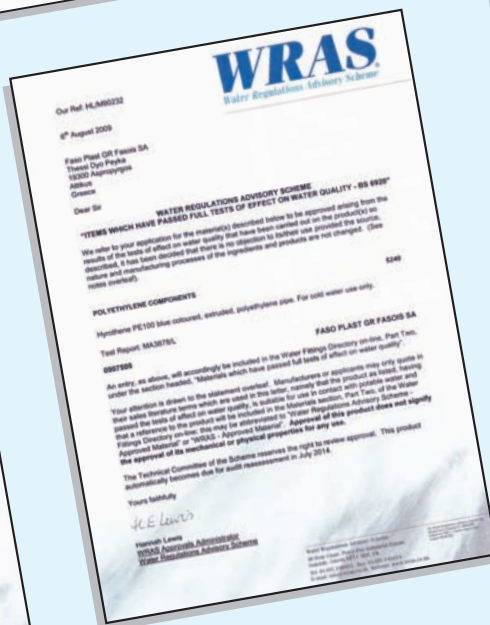 WRAS
Water Regulations Advisory Scheme
Our Ref: HL/M90232
6th August 2009
Faso Plast GR Fasois SA
Thessi Dyo Peyka
19300 Aspropyrgos
Attikus
Greece
Dear Sir
WATER REGULATIONS ADVISORY SCHEME
"ITEMS WHICH HAVE PASSED FULL TESTS OF EFFECT ON WATER QUALITY - BS 6920"
We refer to your application for the material(s) described below to be approved arising from the
results of the tests of effect on water quality that have been carried out on the product(s) so
described, it has been decided that there is no objection to its/their use provided the source,
nature and manufacturing processes of the ingredients and products are not changed. (See
notes overleaf).
5240
POLYETHYLENE COMPONENTS
PE100 blue coloured, extruded, polyethylene pipe. For cold water use only.
Test Report:
FASO PLAST GR FASOIS SA
An entry, as above, will accordingly be included in the Water Fittings Directory on-line, Part Two,
under the section headed, "Materials which have passed full tests of effect on water quality".
Your attention is drawn to the statement overleaf. Manufacturers or applicants may only quote in
their sales literature terms which are used in this letter, namely that the product as listed, having
passed the tests of effect on water quality, is suitable for use in contact with potable water and
that a reference to the product will be included in the Materials section, Part Two, of the Water
Fittings Directory on-line; this may be abbreviated to "Water Regulations Advisory Scheme -
Approved Material" or "WRAS - Approved Material". Approval of this product does not signify
the approval of its mechanical or physical properties for any use.
The Technical Committee of the Scheme reserves the right to review approval. This product
automatically becomes due for audit reassessment in July 2014.
Yours faithfully
H E Lewis
Hannah Lewis
WRAS Approvals Administrator
Water Regulations Advisory Scheme